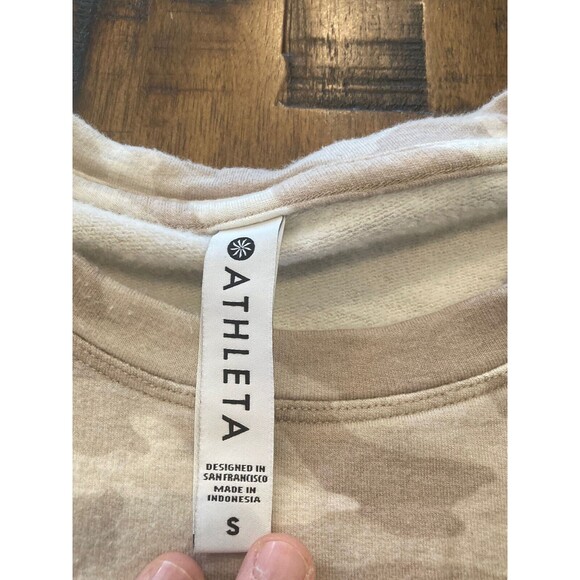 ATHLETA
DESIGNED IN
SAN FRANCISCO
MADE IN
INDONESIA
S